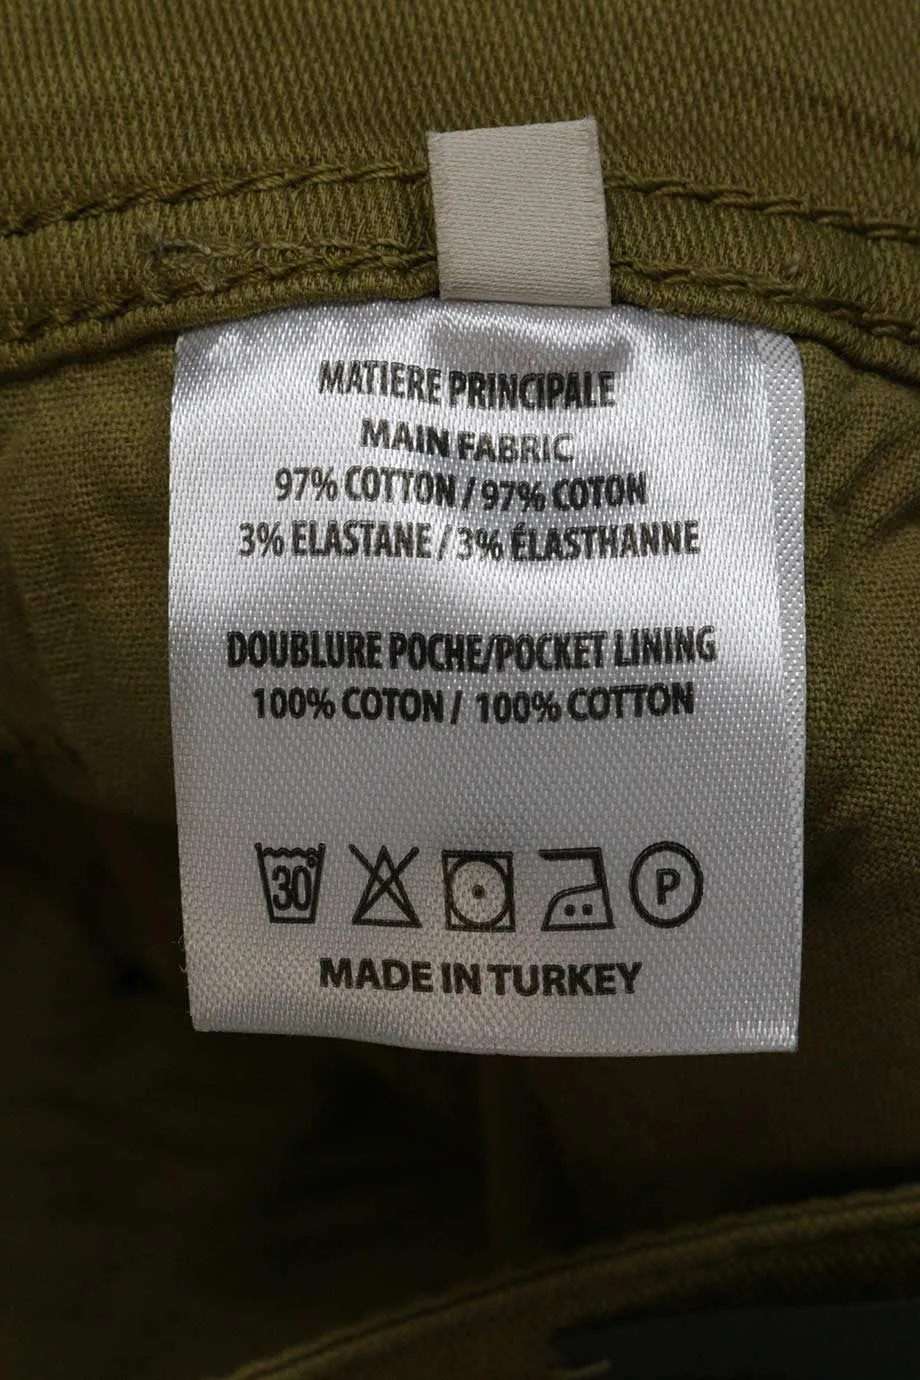 MATIERE PRINCIPALE
MAIN FABRIC
97% COTTON / 97% COTON
3% ELASTANE / 3% ÉLASTHANNE
DOUBLURE POCHE/POCKET LINING
100% COTON / 100% COTTON
30° P
MADE IN TURKEY